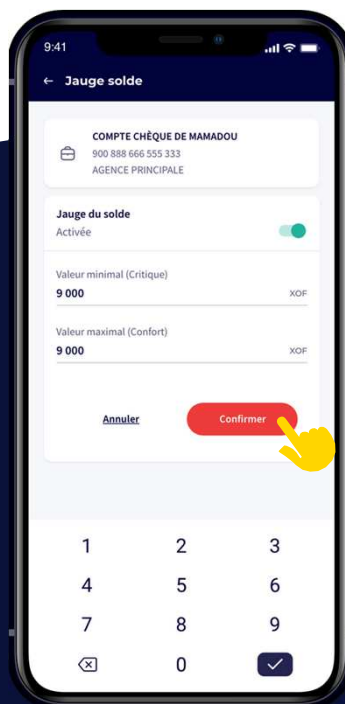 9:41
← Jauge solde
COMPTE CHÈQUE DE MAMADOU
900 888 666 555 333
AGENCE PRINCIPALE
Jauge du solde
Activée
Valeur minimal (Critique)
9 000 XOF
Valeur maximal (Confort)
9 000 XOF
Annuler Confirmer
1 2 3
4 5 6
7 8 9
0